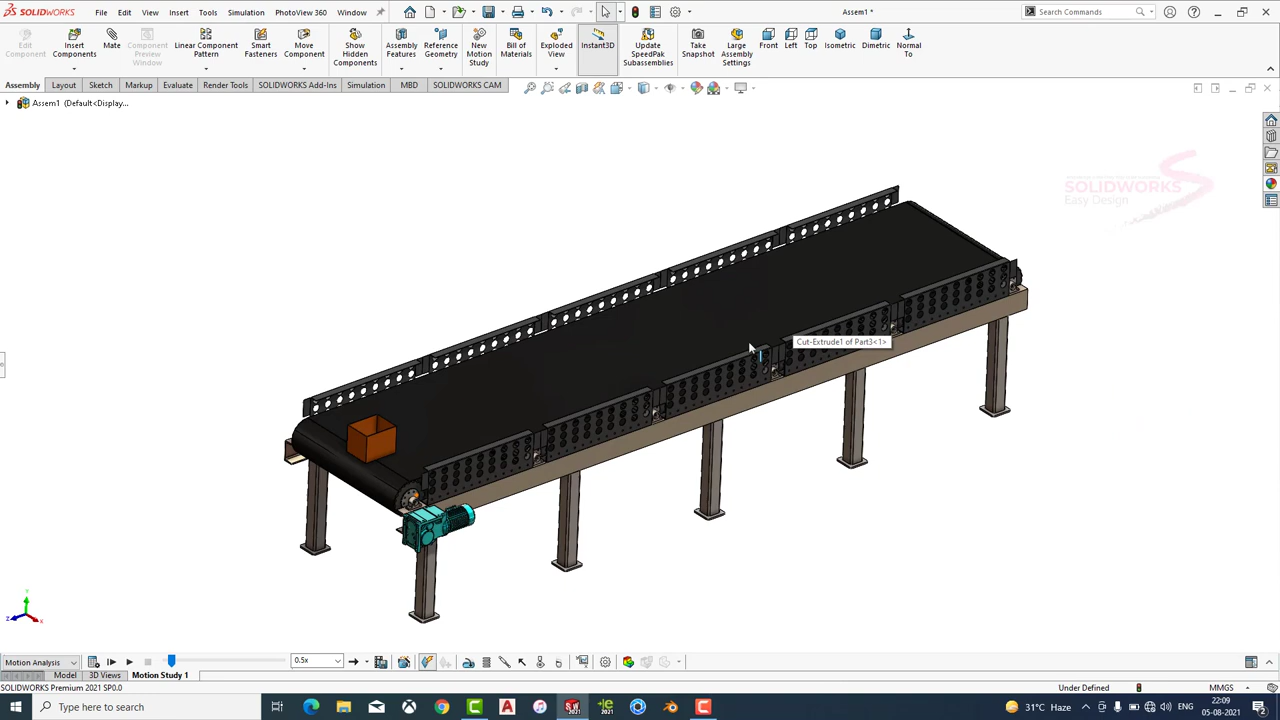 SOLIDWORKS
File Edit View Insert Tools Simulation PhotoView 360 Window
Assem1 *
Search Commands
Edit Component
Insert Components
Mate
Component Preview Window
Linear Component Pattern
Smart Fasteners
Move Component
Show Hidden Components
Assembly Features
Reference Geometry
New Motion Study
Bill of Materials
Exploded View
Instant3D
Update SpeedPak Subassemblies
Take Snapshot
Large Assembly Settings
Front
Left
Top
Isometric
Dimetric
Normal To
Assembly Layout Sketch Markup Evaluate Render Tools SOLIDWORKS Add-Ins Simulation MBD SOLIDWORKS CAM
Assem1 (Default<Display...
SOLIDWORKS
Easy Design
Cut-Extrude1 of Part3<1>
Motion Analysis
0.5x
Model 3D Views Motion Study 1
SOLIDWORKS Premium 2021 SP0.0
Under Defined
MMGS
Type here to search
31°C Haze
ENG
22:09
05-08-2021